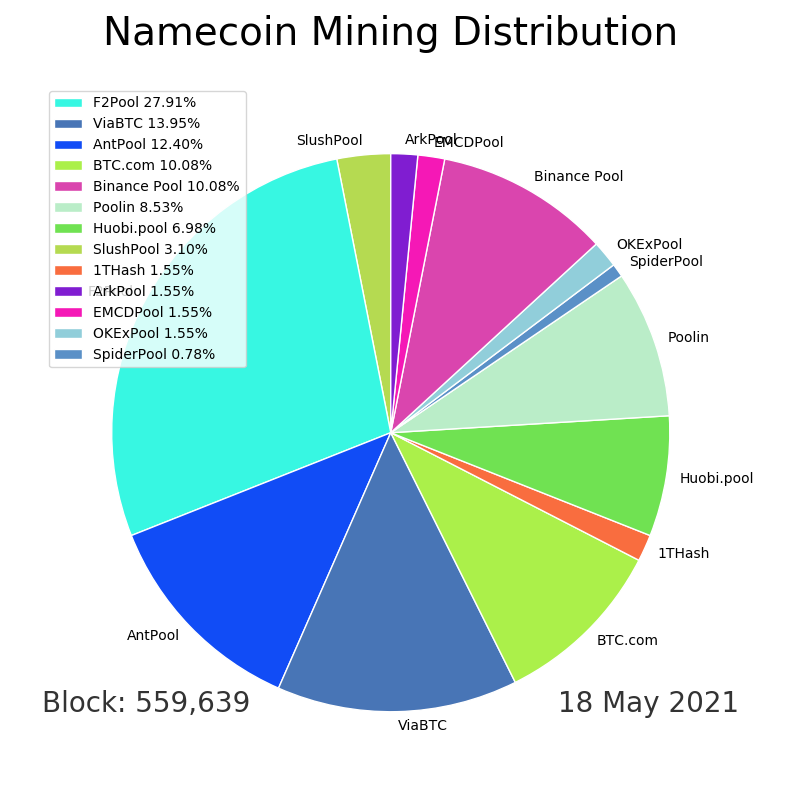 Namecoin Mining Distribution
F2Pool 27.91%
ViaBTC 13.95%
AntPool 12.40%
BTC.com 10.08%
Binance Pool 10.08%
Poolin 8.53%
Huobi.pool 6.98%
SlushPool 3.10%
1THash 1.55%
ArkPool 1.55%
EMCDPool 1.55%
OKExPool 1.55%
SpiderPool 0.78%
SlushPool
ArkPool
EMCDPool
Binance Pool
OKExPool
SpiderPool
Poolin
Huobi.pool
1THash
BTC.com
ViaBTC
AntPool
Block: 559,639
18 May 2021